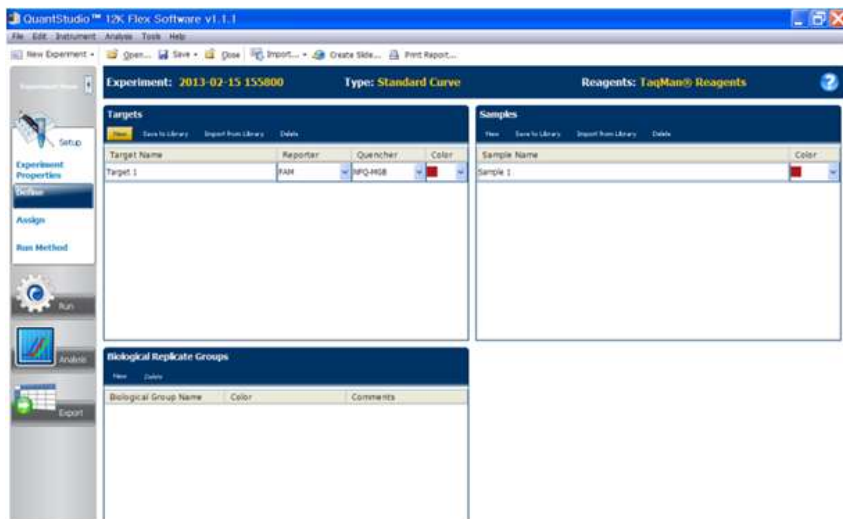 QuantStudio™ 12K Flex Software v1.1.1
File Edit Instrument Analysis Tools Help
New Experiment Open... Save Close Import... Create Slide... Print Report...
Experiment Menu
Experiment: 2013-02-15 155800 Type: Standard Curve Reagents: TaqMan® Reagents
Setup
Experiment
Properties
Define
Assign
Run Method
Run
Analysis
Export
Targets
New Save to Library Import from Library Delete
Target Name Reporter Quencher Color
Target 1 FAM NFQ-MGB
Samples
New Save to Library Import from Library Delete
Sample Name Color
Sample 1
Biological Replicate Groups
New Delete
Biological Group Name Color Comments